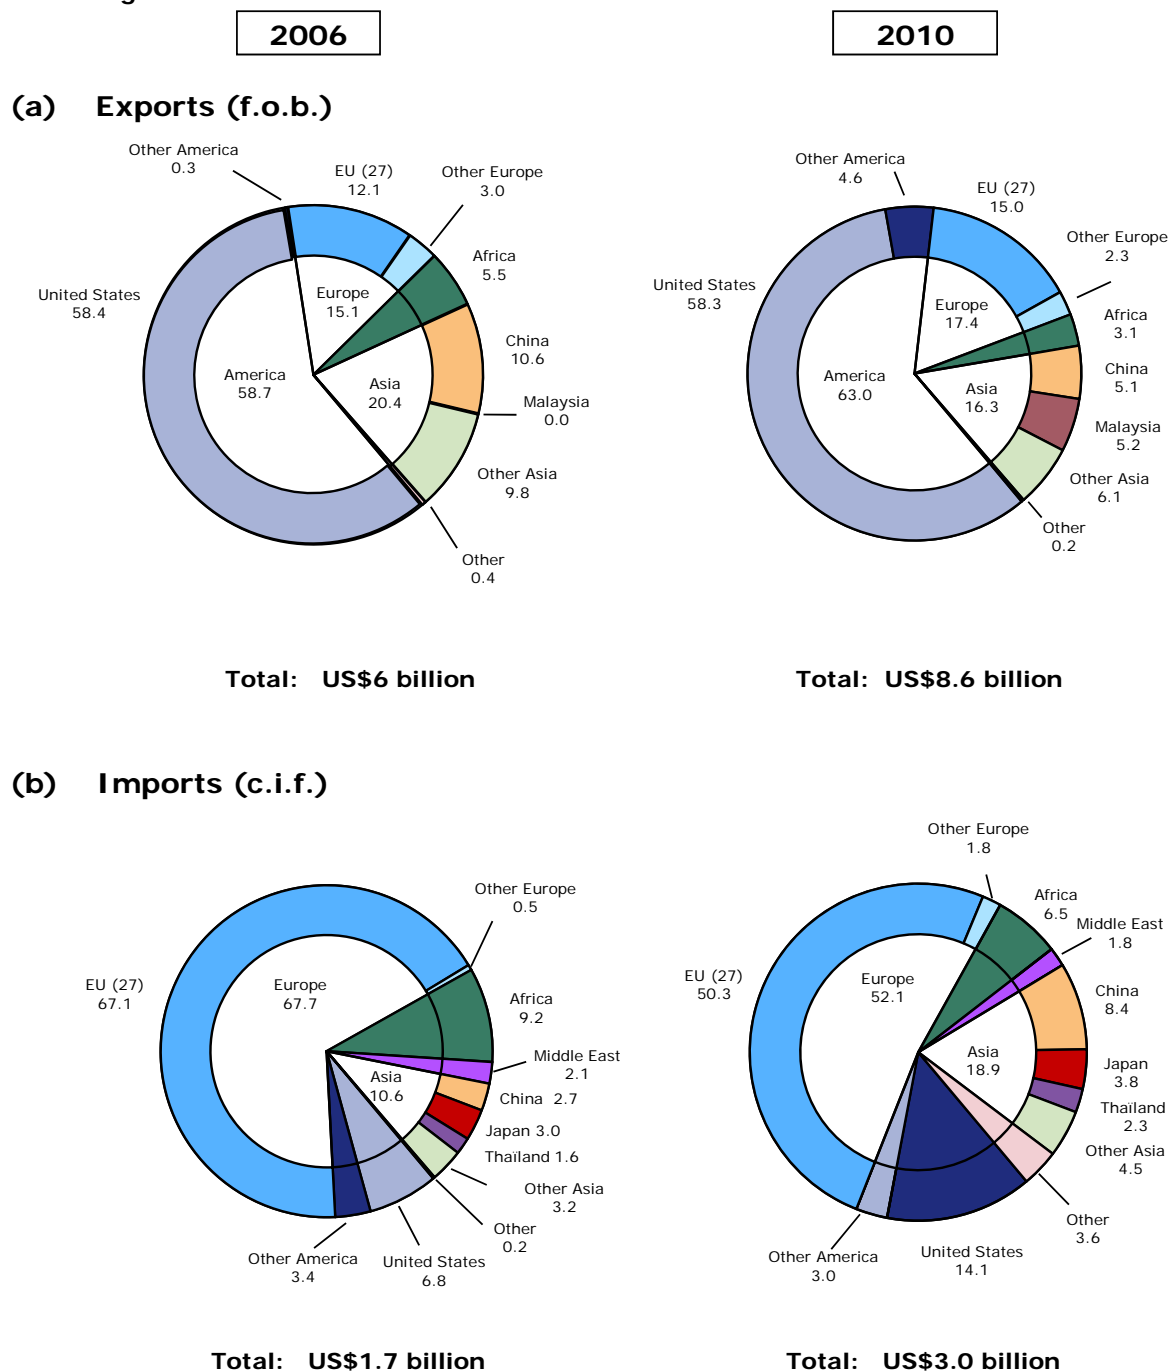 2006
2010
(a) Exports (f.o.b.)
Other America
0.3
EU (27)
12.1
Other Europe
3.0
Africa
5.5
United States
58.4
Europe
15.1
China
10.6
America
58.7
Asia
20.4
Malaysia
0.0
Other Asia
9.8
Other
0.4
Other America
4.6
EU (27)
15.0
Other Europe
2.3
United States
58.3
Europe
17.4
Africa
3.1
China
5.1
America
63.0
Asia
16.3
Malaysia
5.2
Other Asia
6.1
Other
0.2
Total: US$6 billion
Total: US$8.6 billion
(b) Imports (c.i.f.)
Other Europe
0.5
EU (27)
67.1
Europe
67.7
Africa
9.2
Middle East
2.1
Asia
10.6
China 2.7
Japan 3.0
Thaïland 1.6
Other Asia
3.2
Other
0.2
United States
6.8
Other America
3.4
Other Europe
1.8
Africa
6.5
Middle East
1.8
EU (27)
50.3
Europe
52.1
China
8.4
Asia
18.9
Japan
3.8
Thaïland
2.3
Other Asia
4.5
Other
3.6
United States
14.1
Other America
3.0
Total: US$1.7 billion
Total: US$3.0 billion